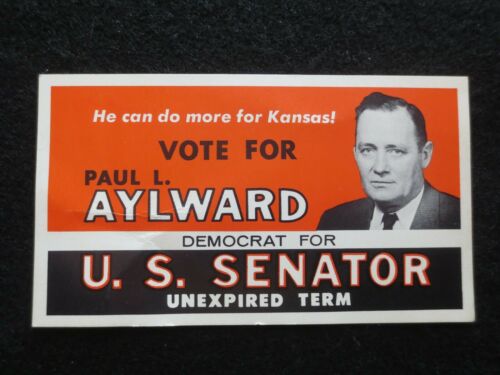 He can do more for Kansas!
VOTE FOR
PAUL L.
AYLWARD
DEMOCRAT FOR
U. S. SENATOR
UNEXPIRED TERM